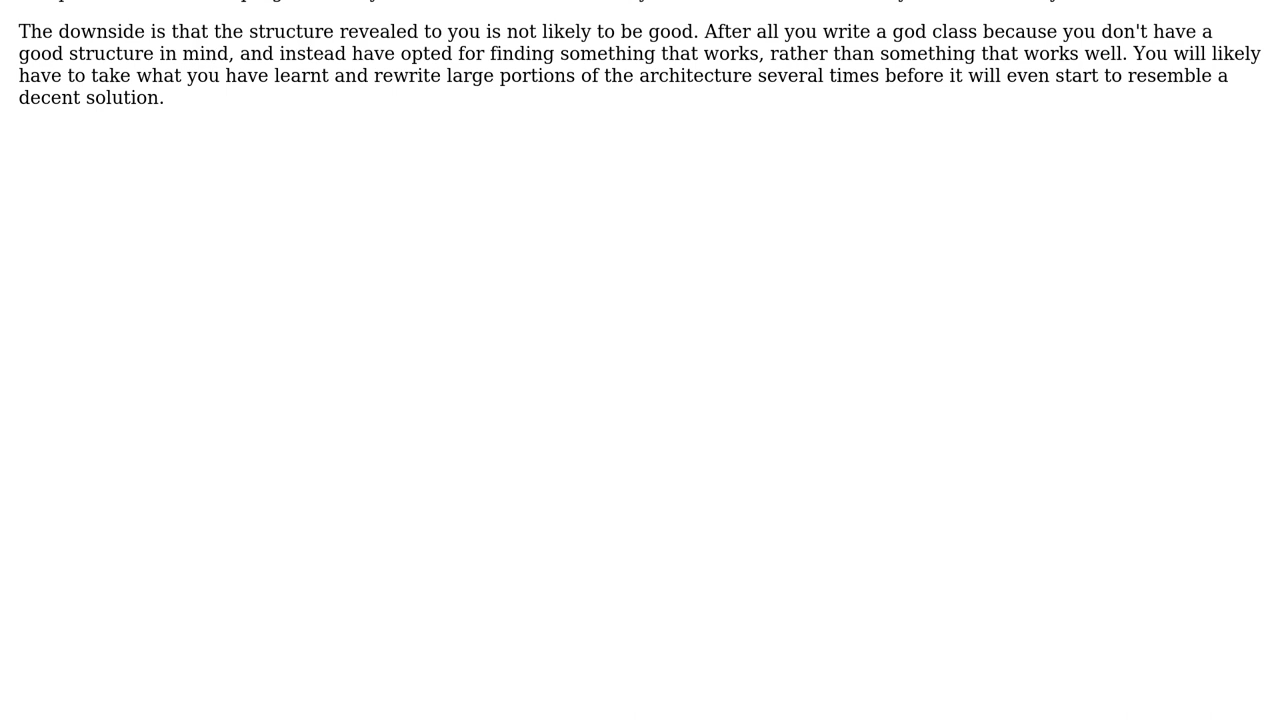 The downside is that the structure revealed to you is not likely to be good. After all you write a god class because you don't have a
good structure in mind, and instead have opted for finding something that works, rather than something that works well. You will likely
have to take what you have learnt and rewrite large portions of the architecture several times before it will even start to resemble a
decent solution.